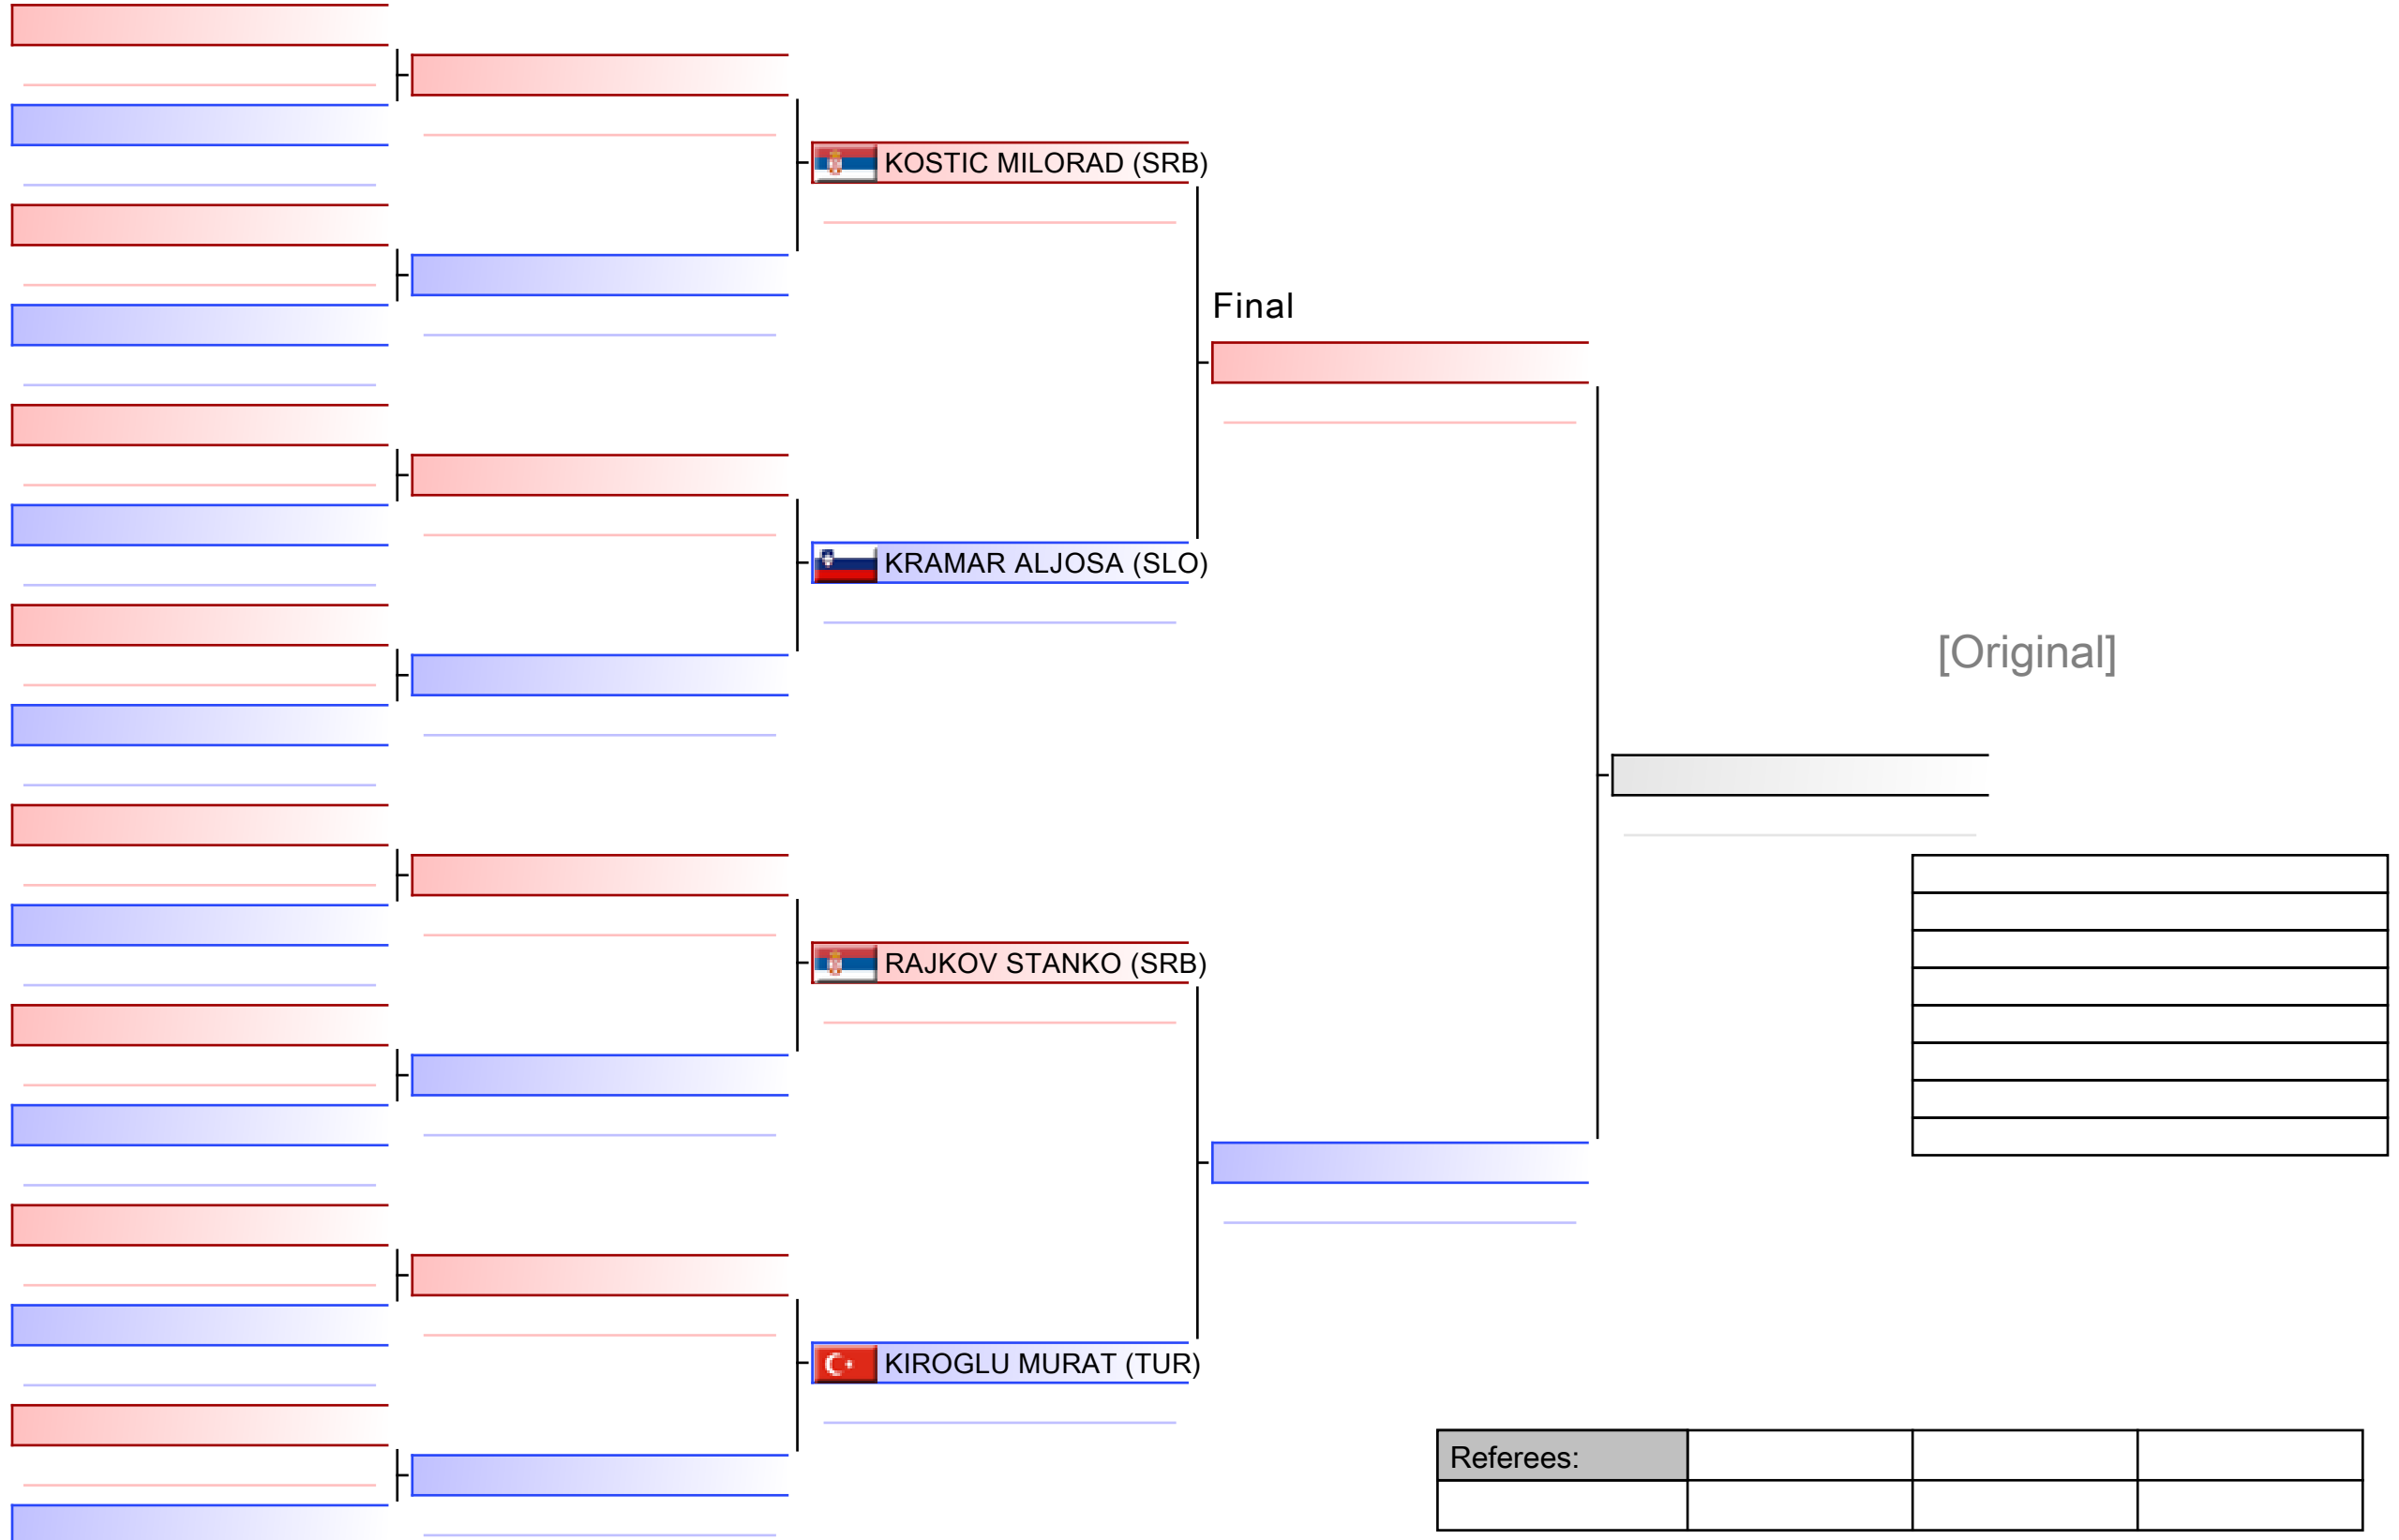 KOSTIC MILORAD (SRB)
Final
KRAMAR ALJOSA (SLO)
[Original]
RAJKOV STANKO (SRB)
KIROGLU MURAT (TUR)
Referees: